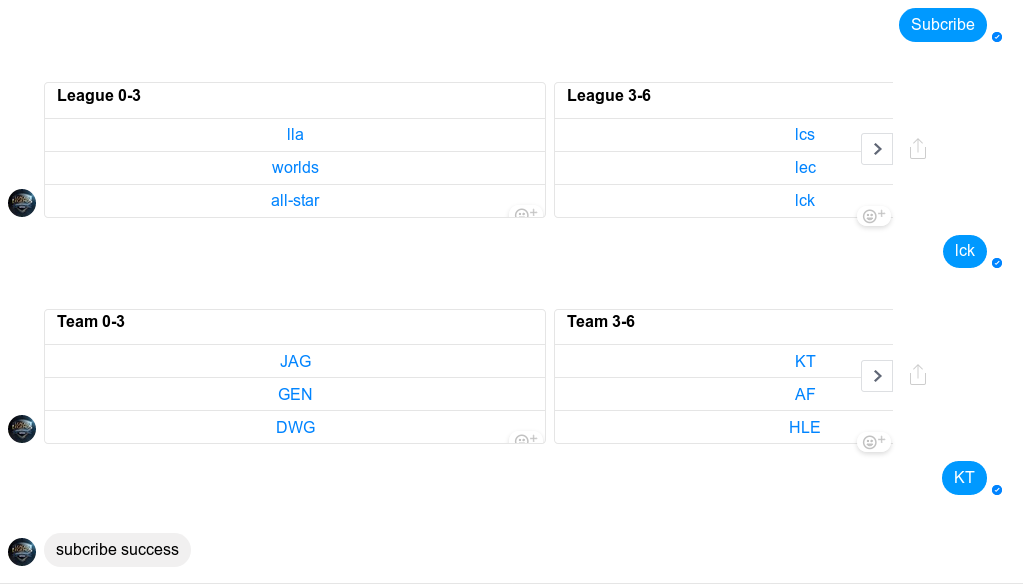 Subcribe
League 0-3
lla
worlds
all-star
League 3-6
lcs
lec
lck
lck
Team 0-3
JAG
GEN
DWG
Team 3-6
KT
AF
HLE
KT
subcribe success